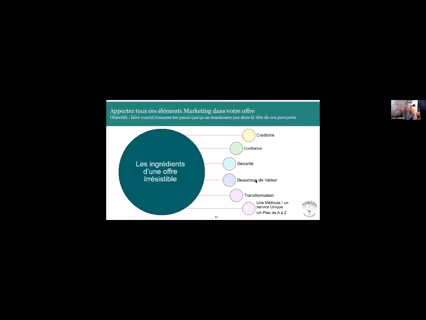 Apportez tous ces éléments Marketing dans votre offre
Les ingrédients
d'une offre
Irrésistible
Crédibilité
Confiance
Sécurité
Beaucoup de Valeur
Transformation
Une Méthode / un
service Unique
Un Plan de A à Z